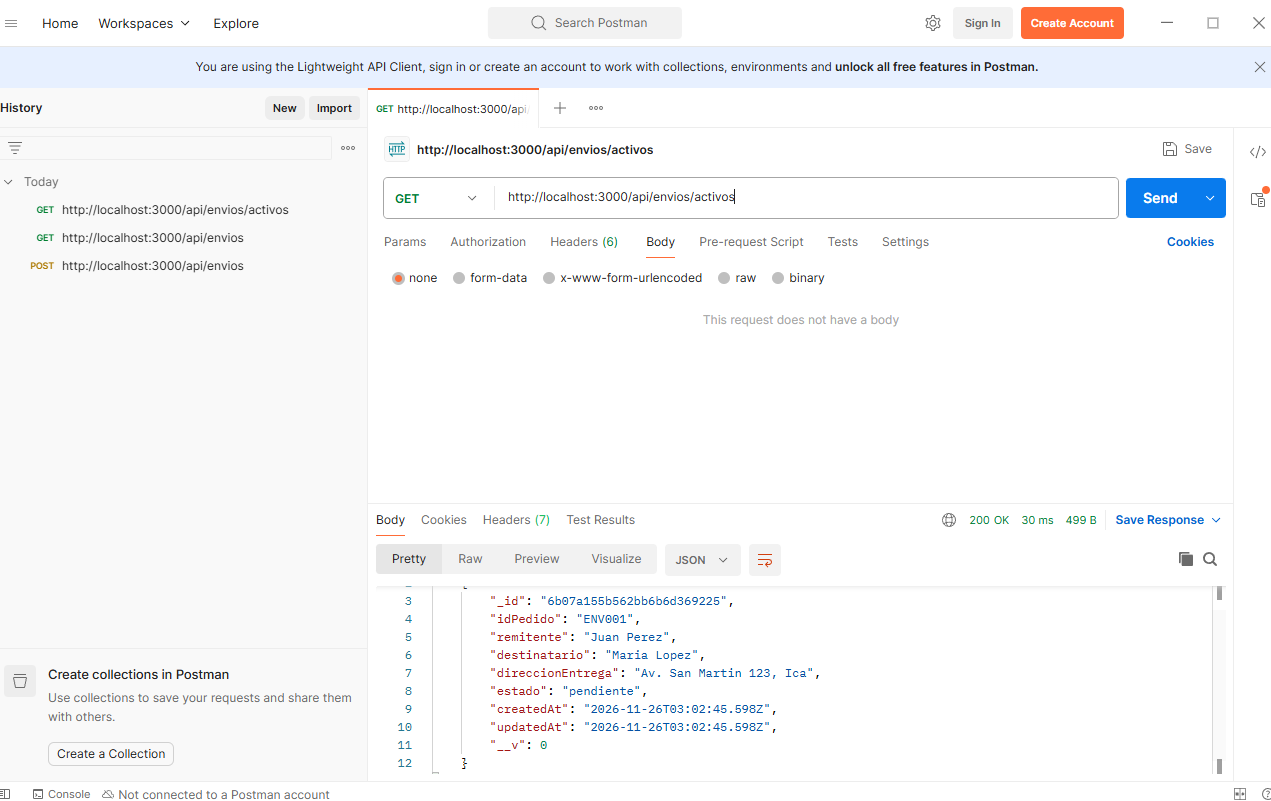 Home Workspaces Explore Search Postman Sign In Create Account
You are using the Lightweight API Client, sign in or create an account to work with collections, environments and unlock all free features in Postman.
History New Import
GET http://localhost:3000/api
HTTP http://localhost:3000/api/envios/activos Save
Today
GET http://localhost:3000/api/envios/activos
GET http://localhost:3000/api/envios
POST http://localhost:3000/api/envios
GET http://localhost:3000/api/envios/activos Send
Params Authorization Headers (6) Body Pre-request Script Tests Settings Cookies
none form-data x-www-form-urlencoded raw binary
This request does not have a body
Body Cookies Headers (7) Test Results 200 OK 30 ms 499 B Save Response
Pretty Raw Preview Visualize JSON
3 "_id": "6b07a155b562bb6b6d369225",
4 "idPedido": "ENV001",
5 "remitente": "Juan Perez",
6 "destinatario": "Maria Lopez",
7 "direccionEntrega": "Av. San Martin 123, Ica",
8 "estado": "pendiente",
9 "createdAt": "2026-11-26T03:02:45.598Z",
10 "updatedAt": "2026-11-26T03:02:45.598Z",
11 "__v": 0
12 }
Create collections in Postman
Use collections to save your requests and share them
with others.
Create a Collection
Console Not connected to a Postman account